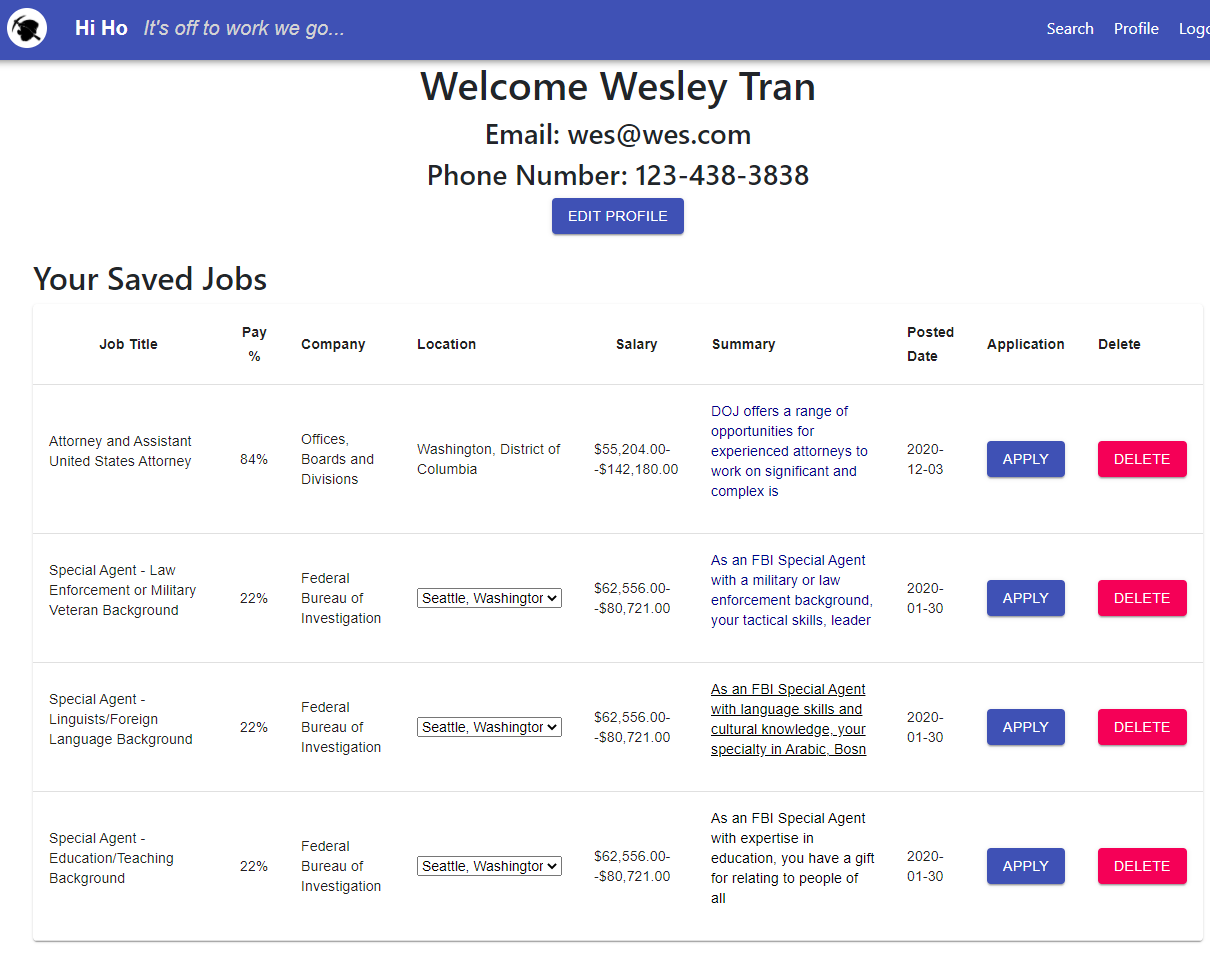 Hi Ho It's off to work we go... Search Profile Logo
Welcome Wesley Tran
Email: wes@wes.com
Phone Number: 123-438-3838
EDIT PROFILE
Your Saved Jobs
Job Title
Pay
%
Company
Location
Salary
Summary
Posted
Date
Application
Delete
Attorney and Assistant
United States Attorney
84%
Offices,
Boards and
Divisions
Washington, District of
Columbia
$55,204.00-
-$142,180.00
DOJ offers a range of
opportunities for
experienced attorneys to
work on significant and
complex is
2020-
12-03
APPLY
DELETE
Special Agent - Law
Enforcement or Military
Veteran Background
22%
Federal
Bureau of
Investigation
Seattle, Washington
$62,556.00-
-$80,721.00
As an FBI Special Agent
with a military or law
enforcement background,
your tactical skills, leader
2020-
01-30
APPLY
DELETE
Special Agent -
Linguists/Foreign
Language Background
22%
Federal
Bureau of
Investigation
Seattle, Washington
$62,556.00-
-$80,721.00
As an FBI Special Agent
with language skills and
cultural knowledge, your
specialty in Arabic, Bosn
2020-
01-30
APPLY
DELETE
Special Agent -
Education/Teaching
Background
22%
Federal
Bureau of
Investigation
Seattle, Washington
$62,556.00-
-$80,721.00
As an FBI Special Agent
with expertise in
education, you have a gift
for relating to people of
all
2020-
01-30
APPLY
DELETE